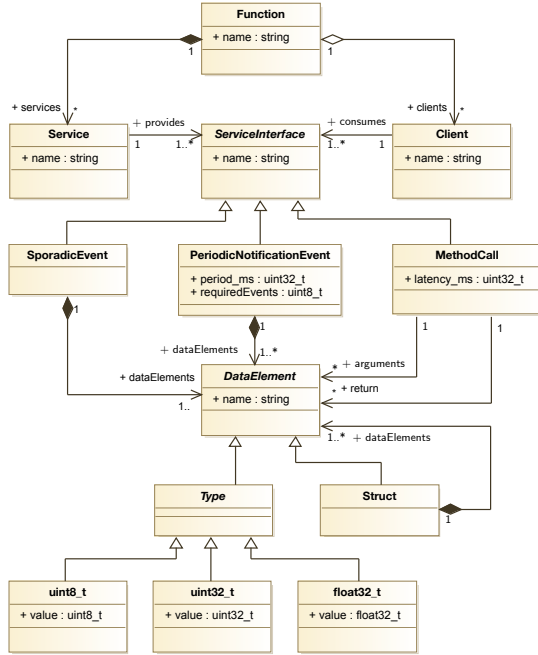 Function
+ name : string
1
1
+ services
*
+ clients
*
Service
+ name : string
+ provides
1
1..*
ServiceInterface
+ name : string
+ consumes
1..*
1
Client
+ name : string
SporadicEvent
PeriodicNotificationEvent
+ period_ms : uint32_t
+ requiredEvents : uint8_t
MethodCall
+ latency_ms : uint32_t
1
1
1
1
+ dataElements
1..*
+ dataElements
1..
DataElement
+ name : string
* + arguments
* + return
1..* + dataElements
Type
Struct
1
uint8_t
+ value : uint8_t
uint32_t
+ value : uint32_t
float32_t
+ value : float32_t